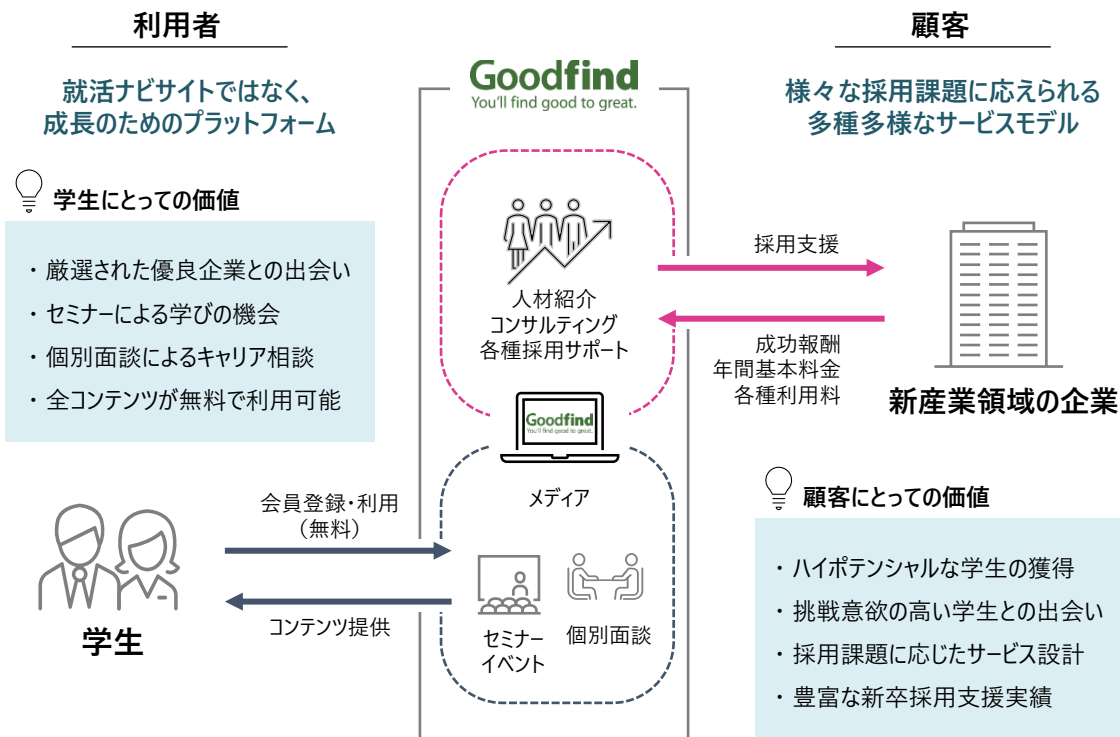 利用者
就活ナビサイトではなく、
成長のためのプラットフォーム
学生にとっての価値
・厳選された優良企業との出会い
・セミナーによる学びの機会
・個別面談によるキャリア相談
・全コンテンツが無料で利用可能
学生
会員登録・利用
（無料）
コンテンツ提供
Goodfind
You'll find good to great.
人材紹介
コンサルティング
各種採用サポート
Goodfind
You'll find good to great.
メディア
セミナー
イベント
個別面談
顧客
様々な採用課題に応えられる
多種多様なサービスモデル
採用支援
成功報酬
年間基本料金
各種利用料
新産業領域の企業
顧客にとっての価値
・ハイポテンシャルな学生の獲得
・挑戦意欲の高い学生との出会い
・採用課題に応じたサービス設計
・豊富な新卒採用支援実績